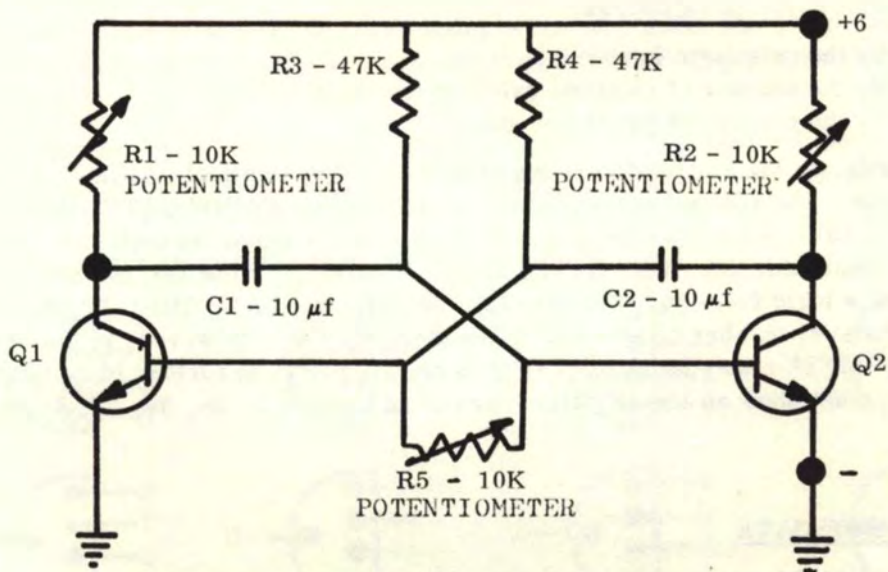 +6
R3 - 47K
R4 - 47K
R1 - 10K
POTENTIOMETER
R2 - 10K
POTENTIOMETER
C1 - 10 µf
C2 - 10 µf
Q1
Q2
R5 - 10K
POTENTIOMETER
-